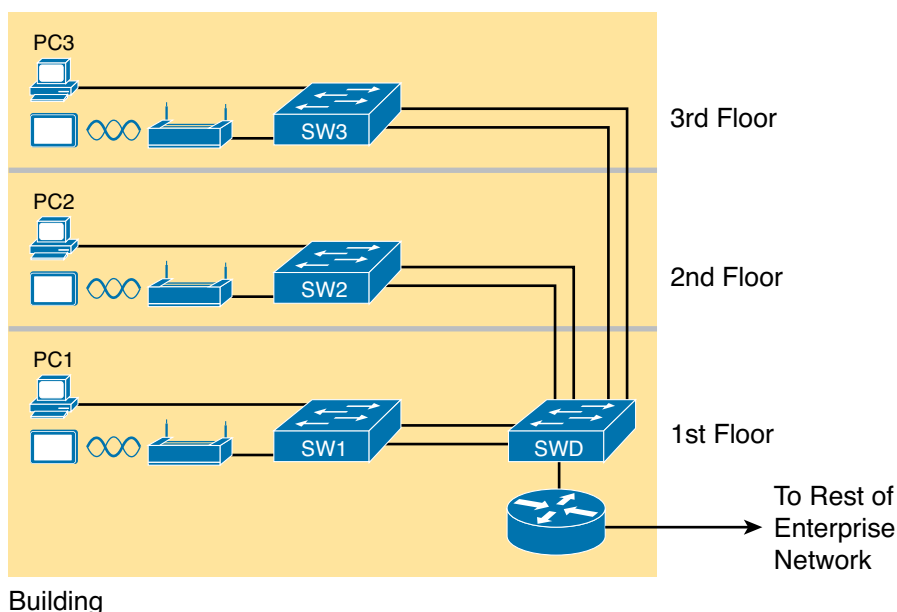 PC3
SW3
3rd Floor
PC2
SW2
2nd Floor
PC1
SW1
SWD
1st Floor
To Rest of
Enterprise
Network
Building